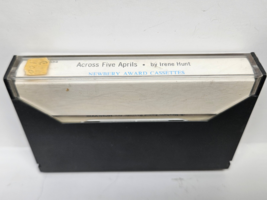 Across Five Aprils • by Irene Hunt
NEWBERY AWARD CASSETTES